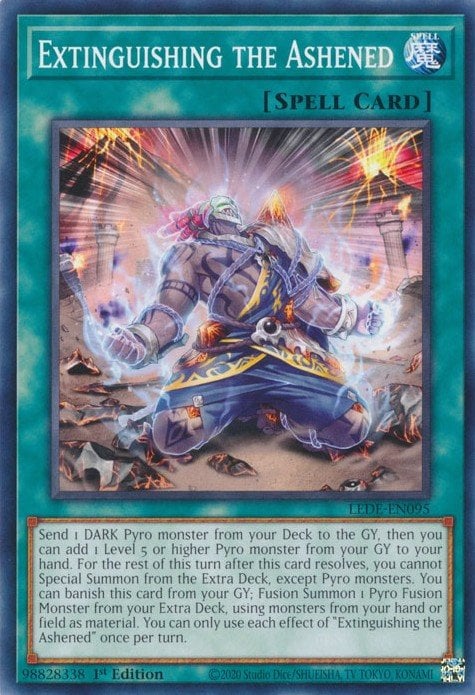 EXTINGUISHING THE ASHENED
SPELL
魔
[SPELL CARD]
LEDE-EN095
Send 1 DARK Pyro monster from your Deck to the GY, then you
can add 1 Level 5 or higher Pyro monster from your GY to your
hand. For the rest of this turn after this card resolves, you cannot
Special Summon from the Extra Deck, except Pyro monsters. You
can banish this card from your GY; Fusion Summon 1 Pyro Fusion
Monster from your Extra Deck, using monsters from your hand or
field as material. You can only use each effect of "Extinguishing the
Ashened" once per turn.
98828338
1st Edition
©2020 Studio Dice/SHUEISHA, TV TOKYO, KONAMI